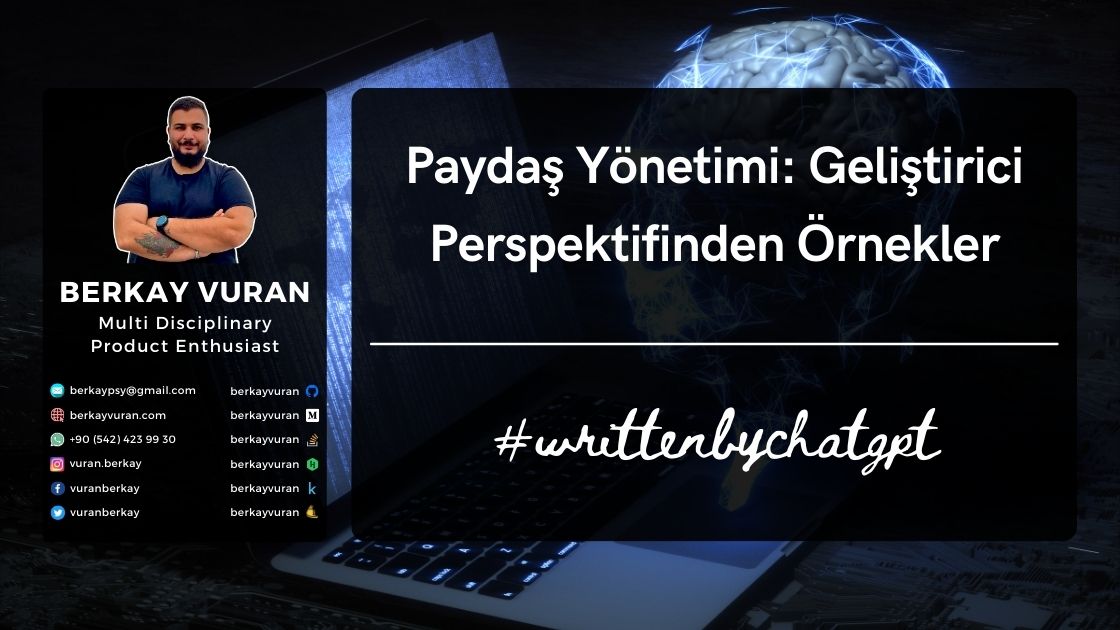 BERKAY VURAN
Multi Disciplinary
Product Enthusiast
berkaypsy@gmail.com
berkayvuran.com
+90 (542) 423 99 30
vuran.berkay
vuranberkay
vuranberkay
berkayvuran
berkayvuran
berkayvuran
berkayvuran
berkayvuran
berkayvuran
Paydaş Yönetimi: Geliştirici
Perspektifinden Örnekler
#writtenbychatgpt